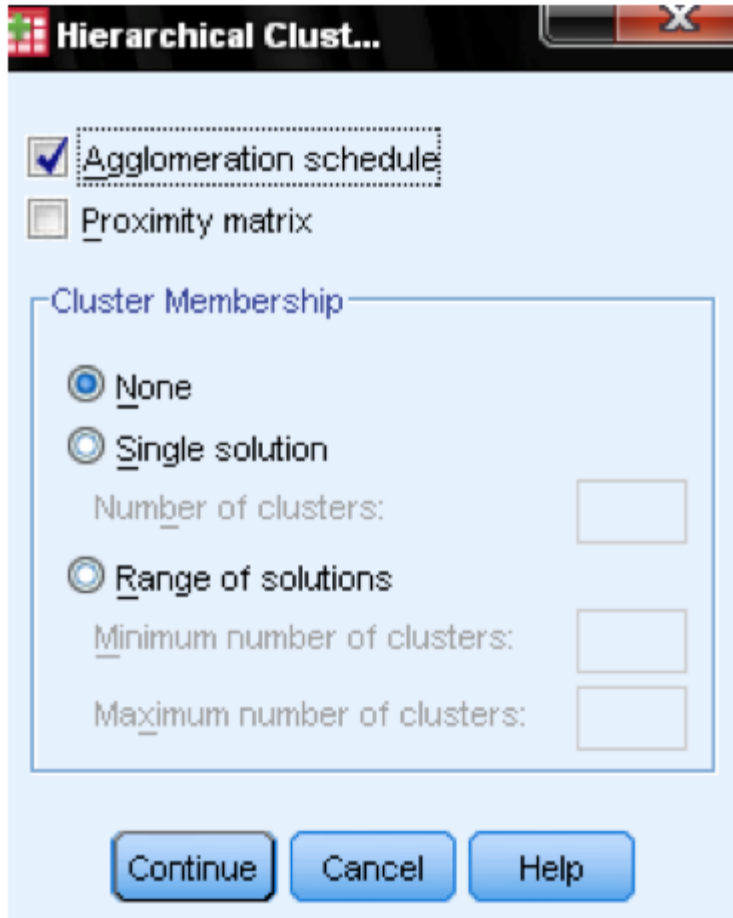 Hierarchical Clust...
Agglomeration schedule
Proximity matrix
Cluster Membership
None
Single solution
Number of clusters:
Range of solutions
Minimum number of clusters:
Maximum number of clusters:
Continue Cancel Help